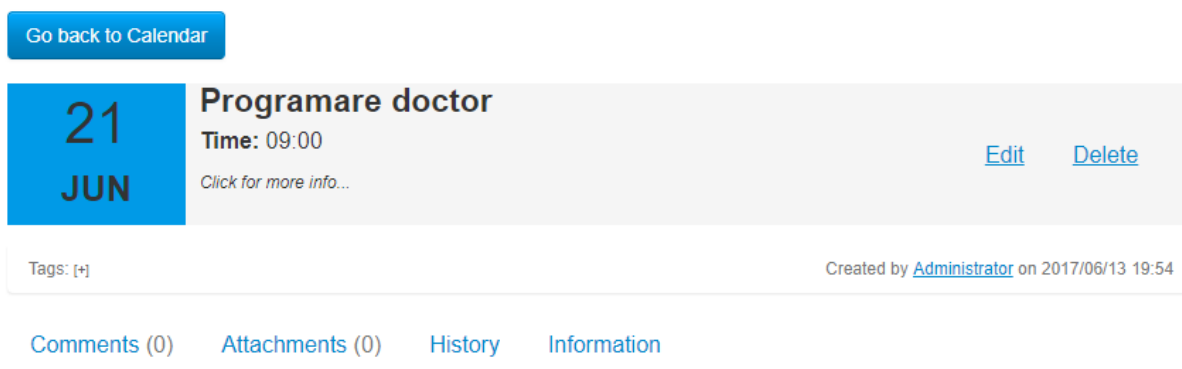 Go back to Calendar
21
JUN
Programare doctor
Time: 09:00
Click for more info...
Edit Delete
Tags: [+]
Created by Administrator on 2017/06/13 19:54
Comments (0) Attachments (0) History Information